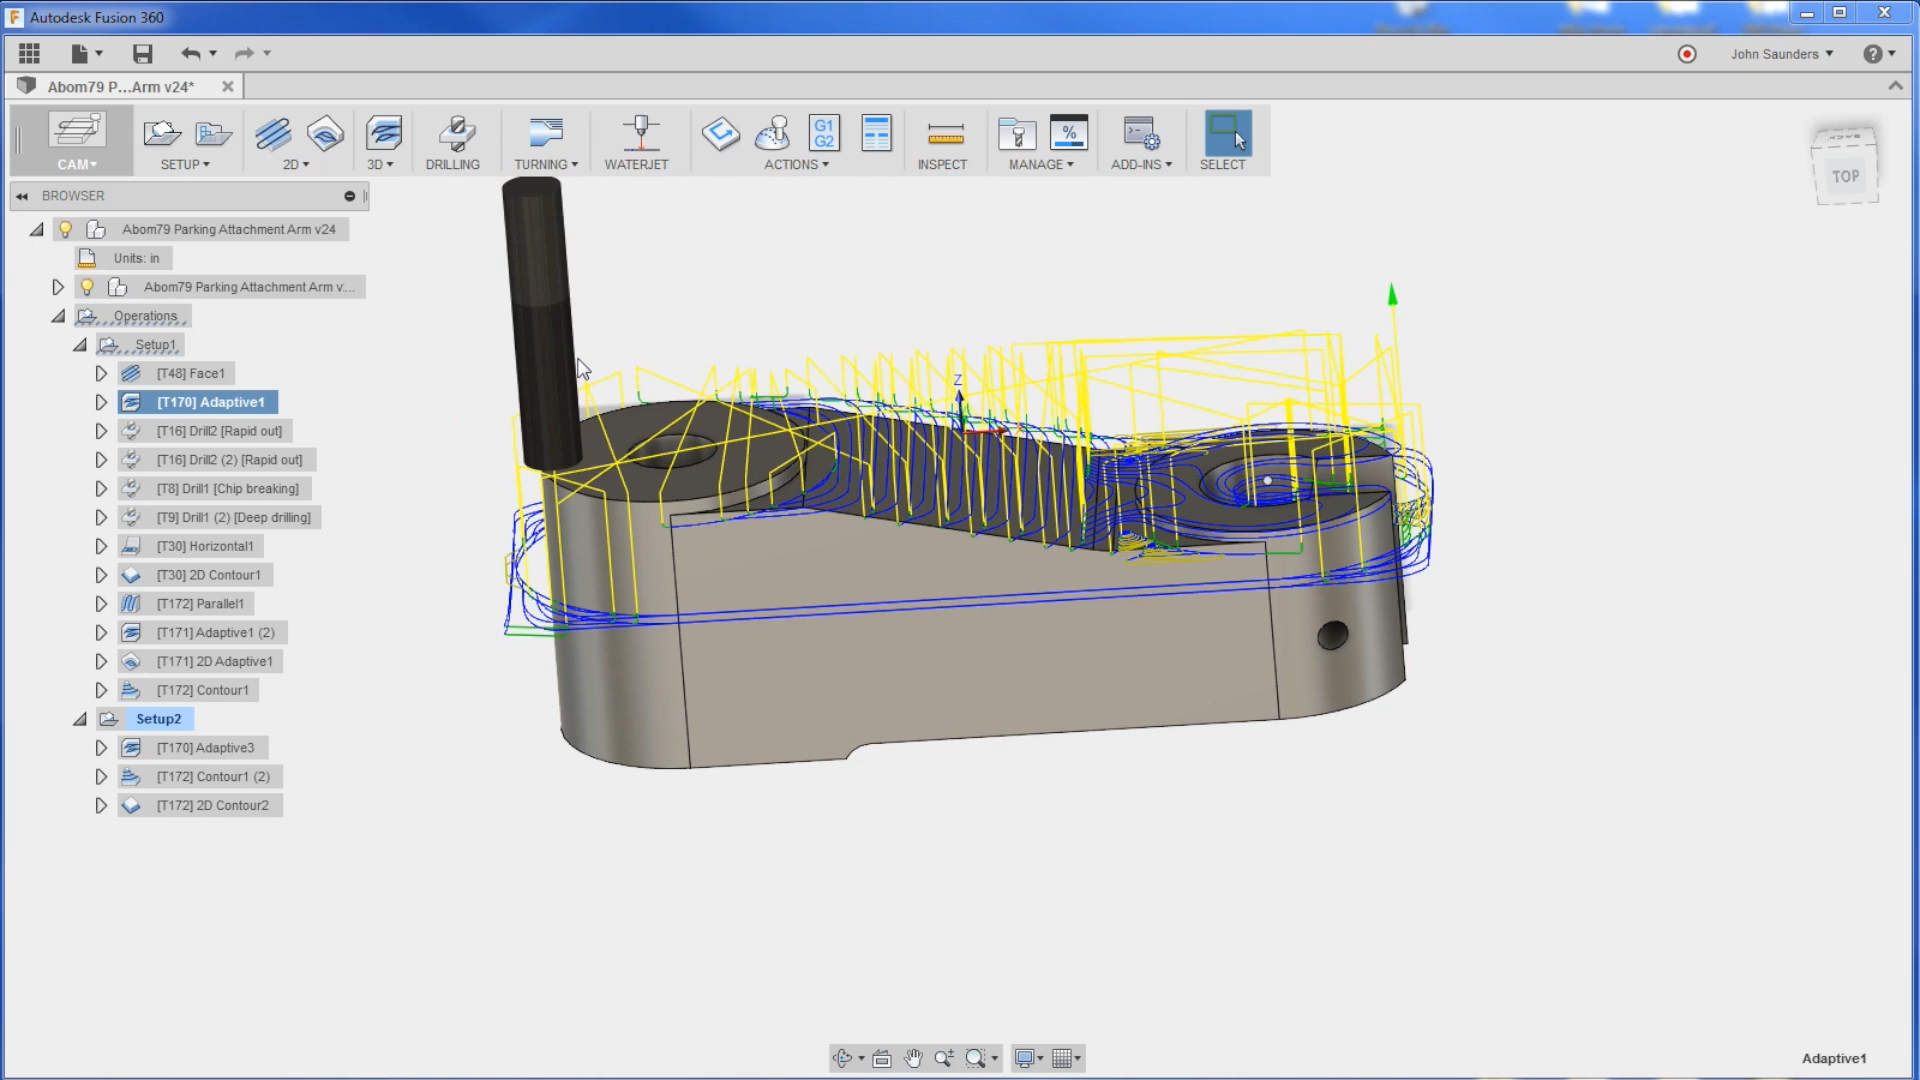 Autodesk Fusion 360
John Saunders
Abom79 P...Arm v24*
G1
G2
%
CAM
SETUP
2D
3D
DRILLING
TURNING
WATERJET
ACTIONS
INSPECT
MANAGE
ADD-INS
SELECT
TOP
BROWSER
Abom79 Parking Attachment Arm v24
Units: in
Abom79 Parking Attachment Arm v....
Operations
Setup1
[T48] Face1
[T170] Adaptive1
[T16] Drill2 [Rapid out]
[T16] Drill2 (2) [Rapid out]
[T8] Drill1 [Chip breaking]
[T9] Drill1 (2) [Deep drilling]
[T30] Horizontal1
[T30] 2D Contour1
[T172] Parallel1
[T171] Adaptive1 (2)
[T171] 2D Adaptive1
[T172] Contour1
Setup2
[T170] Adaptive3
[T172] Contour1 (2)
[T172] 2D Contour2
Z
Adaptive1